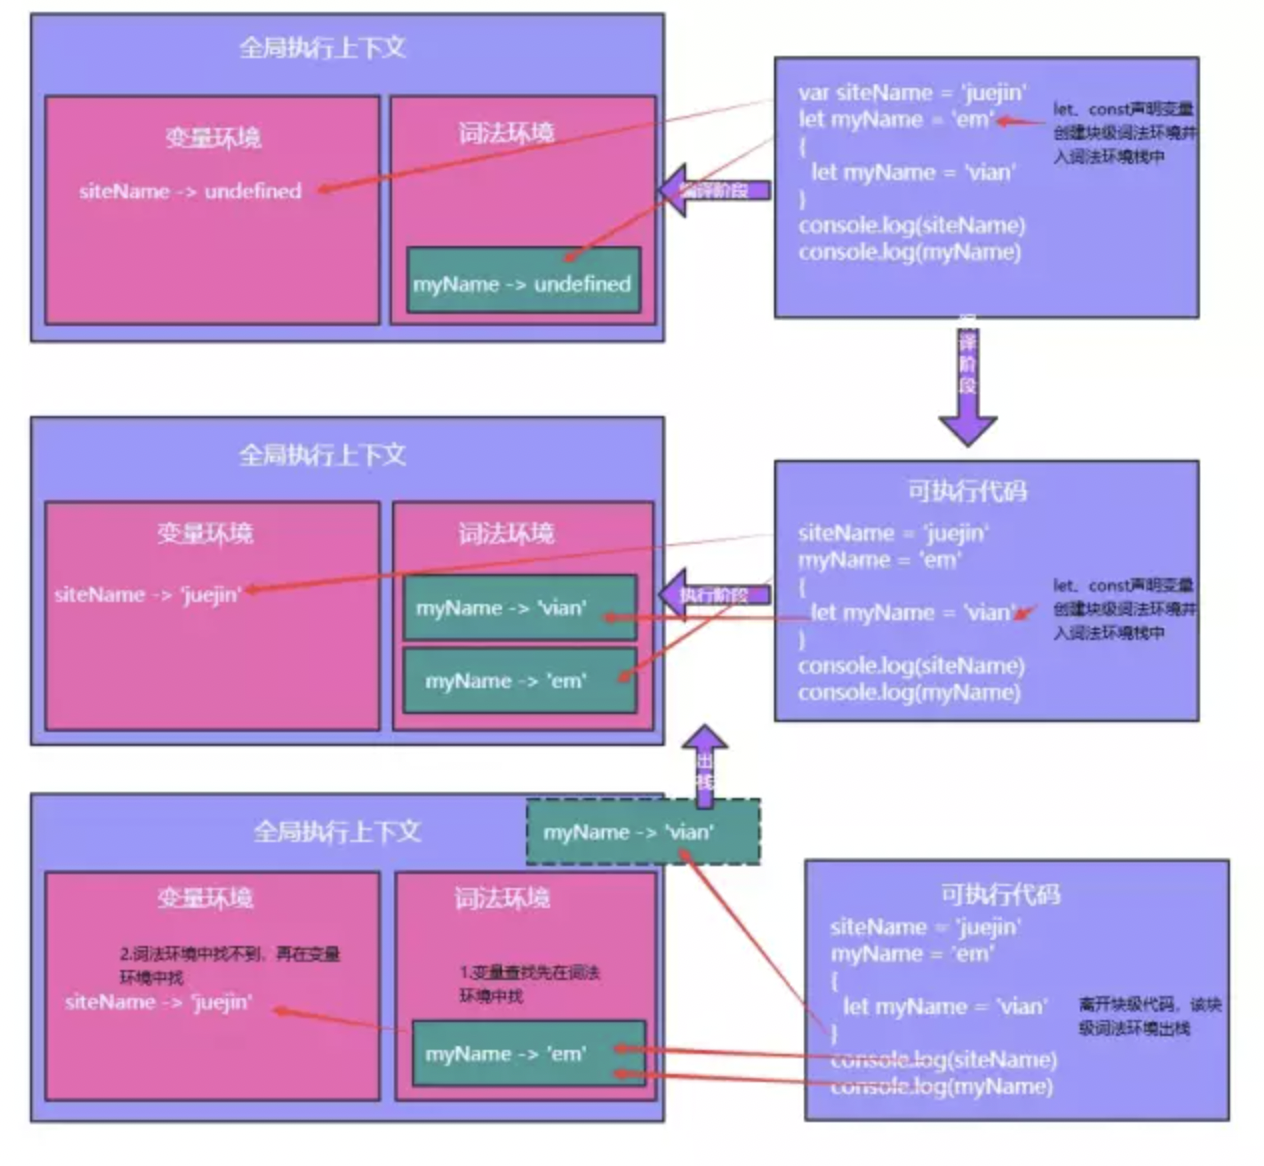 全局执行上下文
变量环境
siteName -> undefined
词法环境
myName -> undefined
编译阶段
var siteName = 'juejin'
let myName = 'em'
{
let myName = 'vian'
}
console.log(siteName)
console.log(myName)
let、const声明变量
创建块级词法环境并
入词法环境栈中
编译阶段
全局执行上下文
变量环境
siteName -> 'juejin'
词法环境
myName -> 'vian'
myName -> 'em'
执行阶段
可执行代码
siteName = 'juejin'
myName = 'em'
{
let myName = 'vian'
}
console.log(siteName)
console.log(myName)
let、const声明变量
创建块级词法环境并
入词法环境栈中
出栈
myName -> 'vian'
全局执行上下文
变量环境
2.词法环境中找不到，再在变量
环境中找
siteName -> 'juejin'
词法环境
1.变量查找先在词法
环境中找
myName -> 'em'
可执行代码
siteName = 'juejin'
myName = 'em'
{
let myName = 'vian'
}
console.log(siteName)
console.log(myName)
离开块级代码，该块
级词法环境出栈